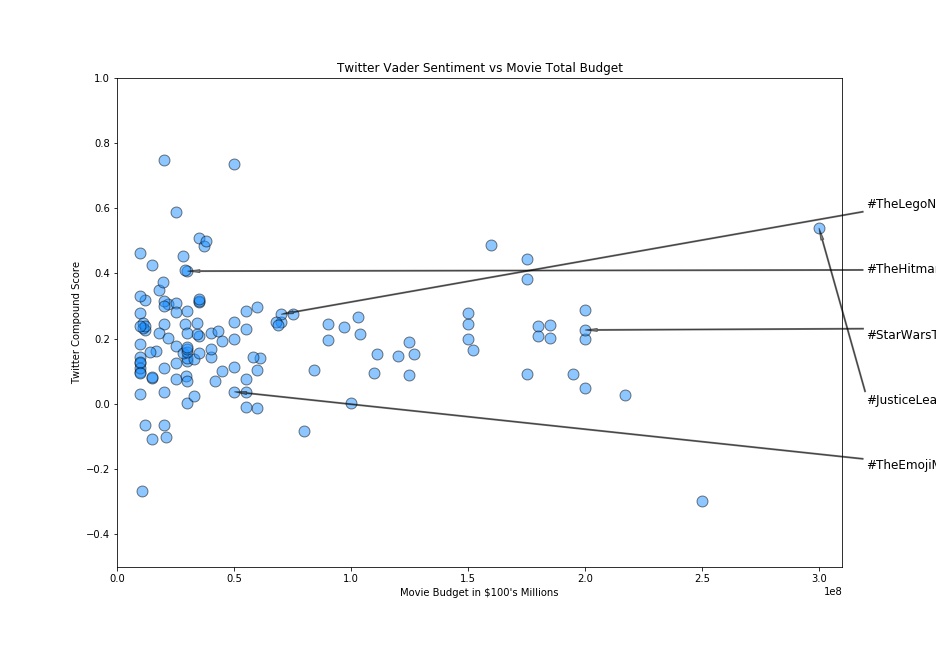 Twitter Vader Sentiment vs Movie Total Budget
Twitter Compound Score
1.0
0.8
0.6
0.4
0.2
0.0
−0.2
−0.4
0.0
0.5
1.0
1.5
2.0
2.5
3.0
1e8
Movie Budget in $100's Millions
#TheLegoN
#TheHitma
#StarWarsT
#JusticeLea
#TheEmojiM